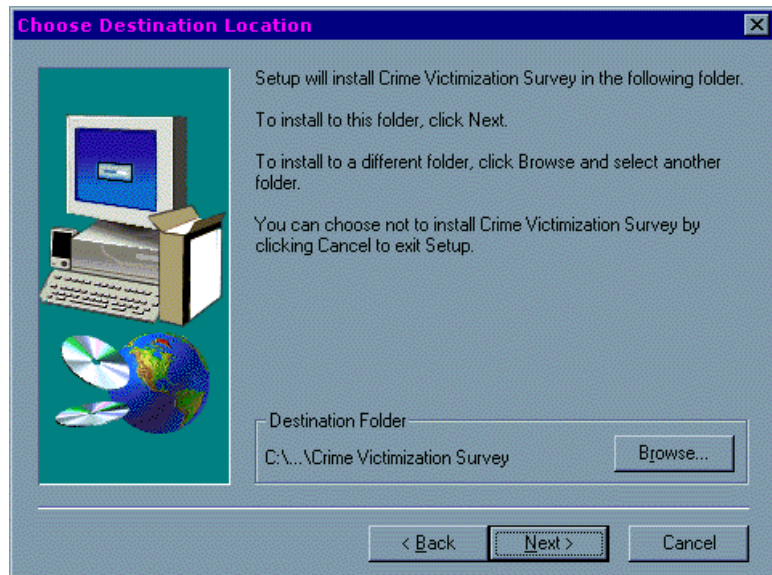 Choose Destination Location
Setup will install Crime Victimization Survey in the following folder.
To install to this folder, click Next.
To install to a different folder, click Browse and select another
folder.
You can choose not to install Crime Victimization Survey by
clicking Cancel to exit Setup.
Destination Folder
C:\...\Crime Victimization Survey
Browse...
< Back
Next >
Cancel